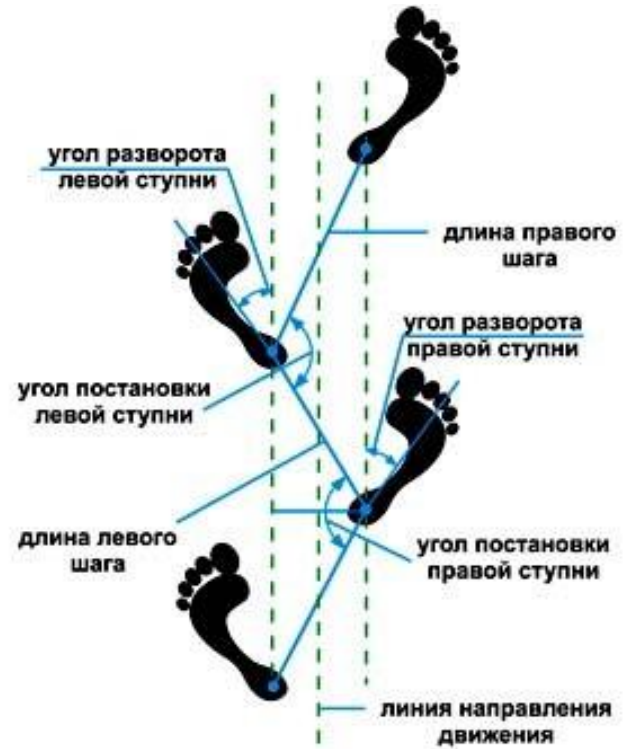 угол разворота
левой ступни
длина правого
шага
угол разворота
правой ступни
угол постановки
левой ступни
длина левого
шага
угол постановки
правой ступни
линия направления
движения